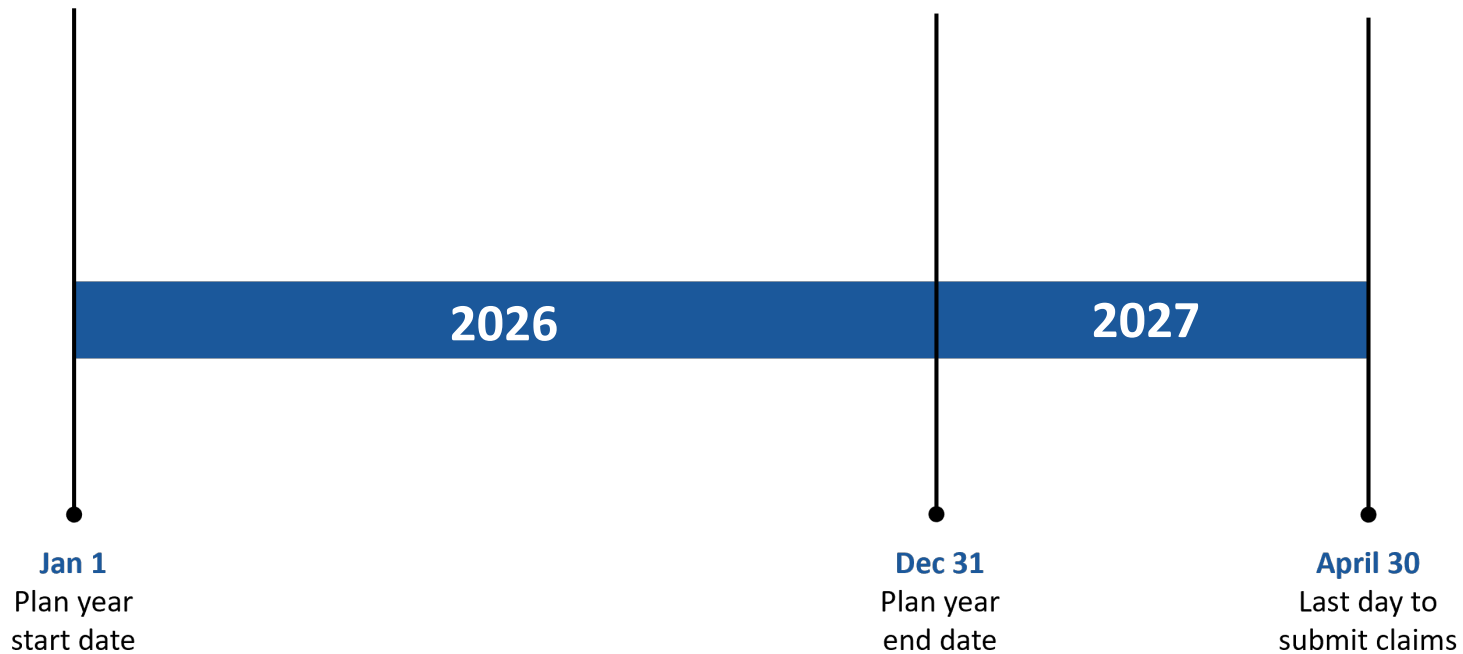 2026
2027
Jan 1
Plan year
start date
Dec 31
Plan year
end date
April 30
Last day to
submit claims